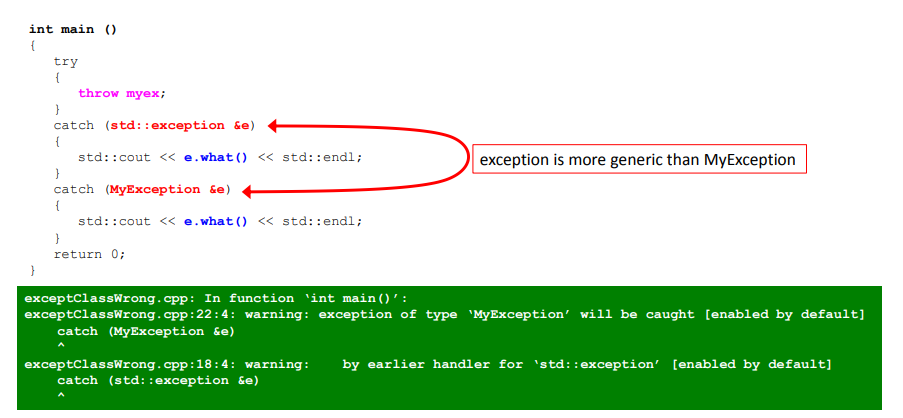 int main ()
{
try
{
throw myex;
}
catch (std::exception &e)
{
std::cout << e.what() << std::endl;
}
exception is more generic than MyException
catch (MyException &e)
{
std::cout << e.what() << std::endl;
}
return 0;
}
exceptClassWrong.cpp: In function ‘int main()’:
exceptClassWrong.cpp:22:4: warning: exception of type ‘MyException’ will be caught [enabled by default]
catch (MyException &e)
^
exceptClassWrong.cpp:18:4: warning:    by earlier handler for ‘std::exception’ [enabled by default]
catch (std::exception &e)
^